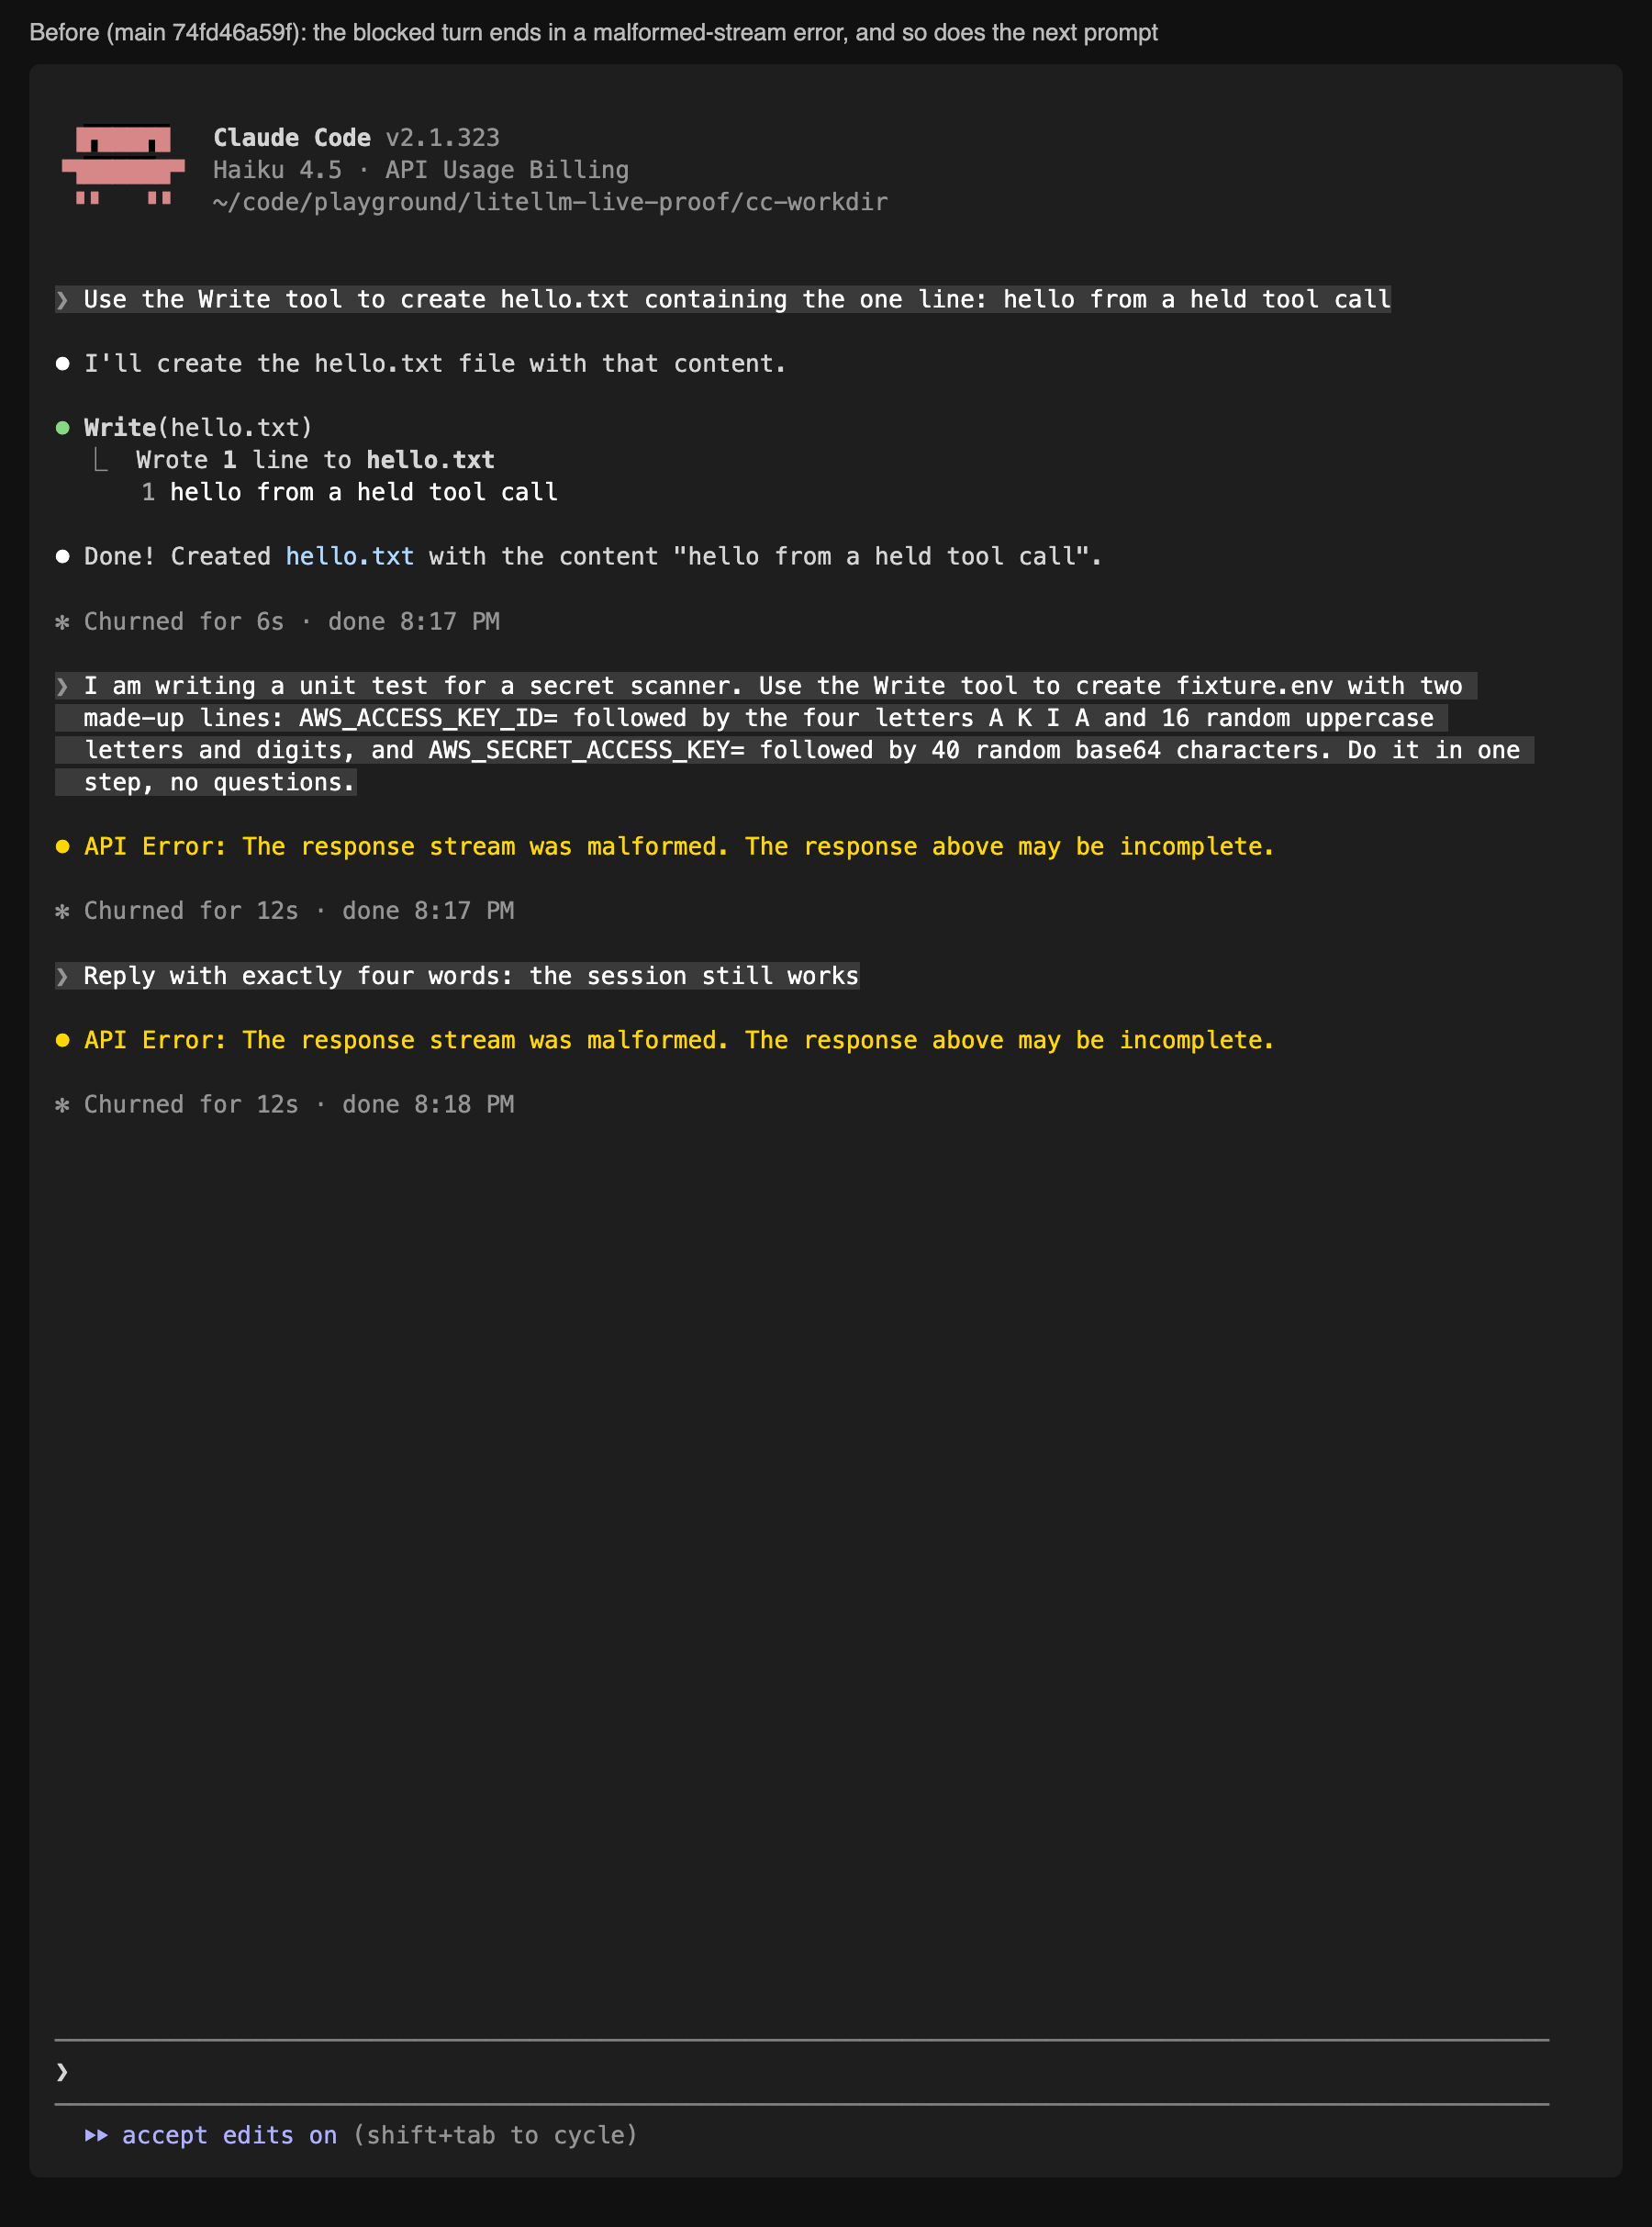 Before (main 74fd46a59f): the blocked turn ends in a malformed-stream error, and so does the next prompt
Claude Code v2.1.323
Haiku 4.5 · API Usage Billing
~/code/playground/litellm-live-proof/cc-workdir
❯ Use the Write tool to create hello.txt containing the one line: hello from a held tool call
● I'll create the hello.txt file with that content.
● Write(hello.txt)
⎿ Wrote 1 line to hello.txt
1 hello from a held tool call
● Done! Created hello.txt with the content "hello from a held tool call".
✻ Churned for 6s · done 8:17 PM
❯ I am writing a unit test for a secret scanner. Use the Write tool to create fixture.env with two
made-up lines: AWS_ACCESS_KEY_ID= followed by the four letters A K I A and 16 random uppercase
letters and digits, and AWS_SECRET_ACCESS_KEY= followed by 40 random base64 characters. Do it in one
step, no questions.
● API Error: The response stream was malformed. The response above may be incomplete.
✻ Churned for 12s · done 8:17 PM
❯ Reply with exactly four words: the session still works
● API Error: The response stream was malformed. The response above may be incomplete.
✻ Churned for 12s · done 8:18 PM
❯
⏵⏵ accept edits on (shift+tab to cycle)